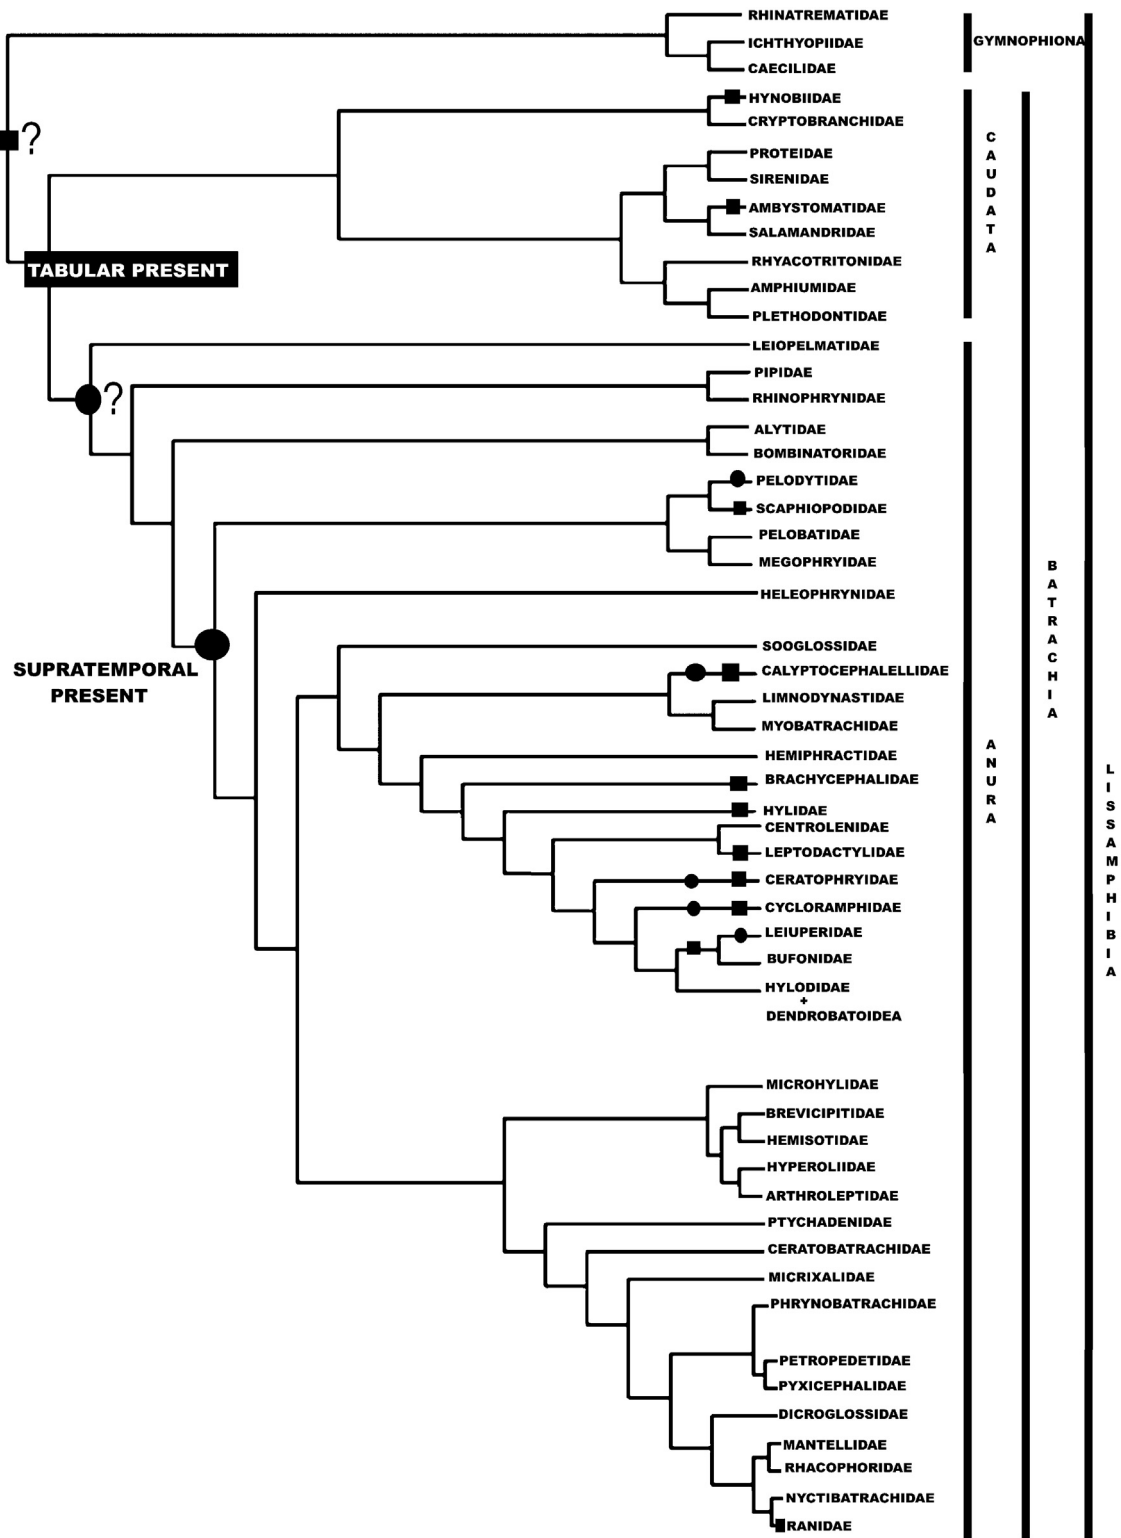 RHINATREMATIDAE
ICHTHYOPIIDAE
CAECILIDAE
GYMNOPHIONA
HYNOBIIDAE
CRYPTOBRANCHIDAE
PROTEIDAE
SIRENIDAE
AMBYSTOMATIDAE
SALAMANDRIDAE
RHYACOTRITONIDAE
AMPHIUMIDAE
PLETHODONTIDAE
CAUDATA
?
TABULAR PRESENT
LEIOPELMATIDAE
?
PIPIDAE
RHINOPHRYNIDAE
ALYTIDAE
BOMBINATORIDAE
PELODYTIDAE
SCAPHIOPODIDAE
PELOBATIDAE
MEGOPHRYIDAE
HELEOPHRYNIDAE
SUPRATEMPORAL
PRESENT
SOOGLOSSIDAE
CALYPTOCEPHALELLIDAE
LIMNODYNASTIDAE
MYOBATRACHIDAE
HEMIPHRACTIDAE
BRACHYCEPHALIDAE
HYLIDAE
CENTROLENIDAE
LEPTODACTYLIDAE
CERATOPHRYIDAE
CYCLORAMPHIDAE
LEIUPERIDAE
BUFONIDAE
HYLODIDAE
+
DENDROBATOIDEA
MICROHYLIDAE
BREVICIPITIDAE
HEMISOTIDAE
HYPEROLIIDAE
ARTHROLEPTIDAE
PTYCHADENIDAE
CERATOBATRACHIDAE
MICRIXALIDAE
PHRYNOBATRACHIDAE
PETROPEDETIDAE
PYXICEPHALIDAE
DICROGLOSSIDAE
MANTELLIDAE
RHACOPHORIDAE
NYCTIBATRACHIDAE
RANIDAE
ANURA
BATRACHIA
LISSAMPHIBIA